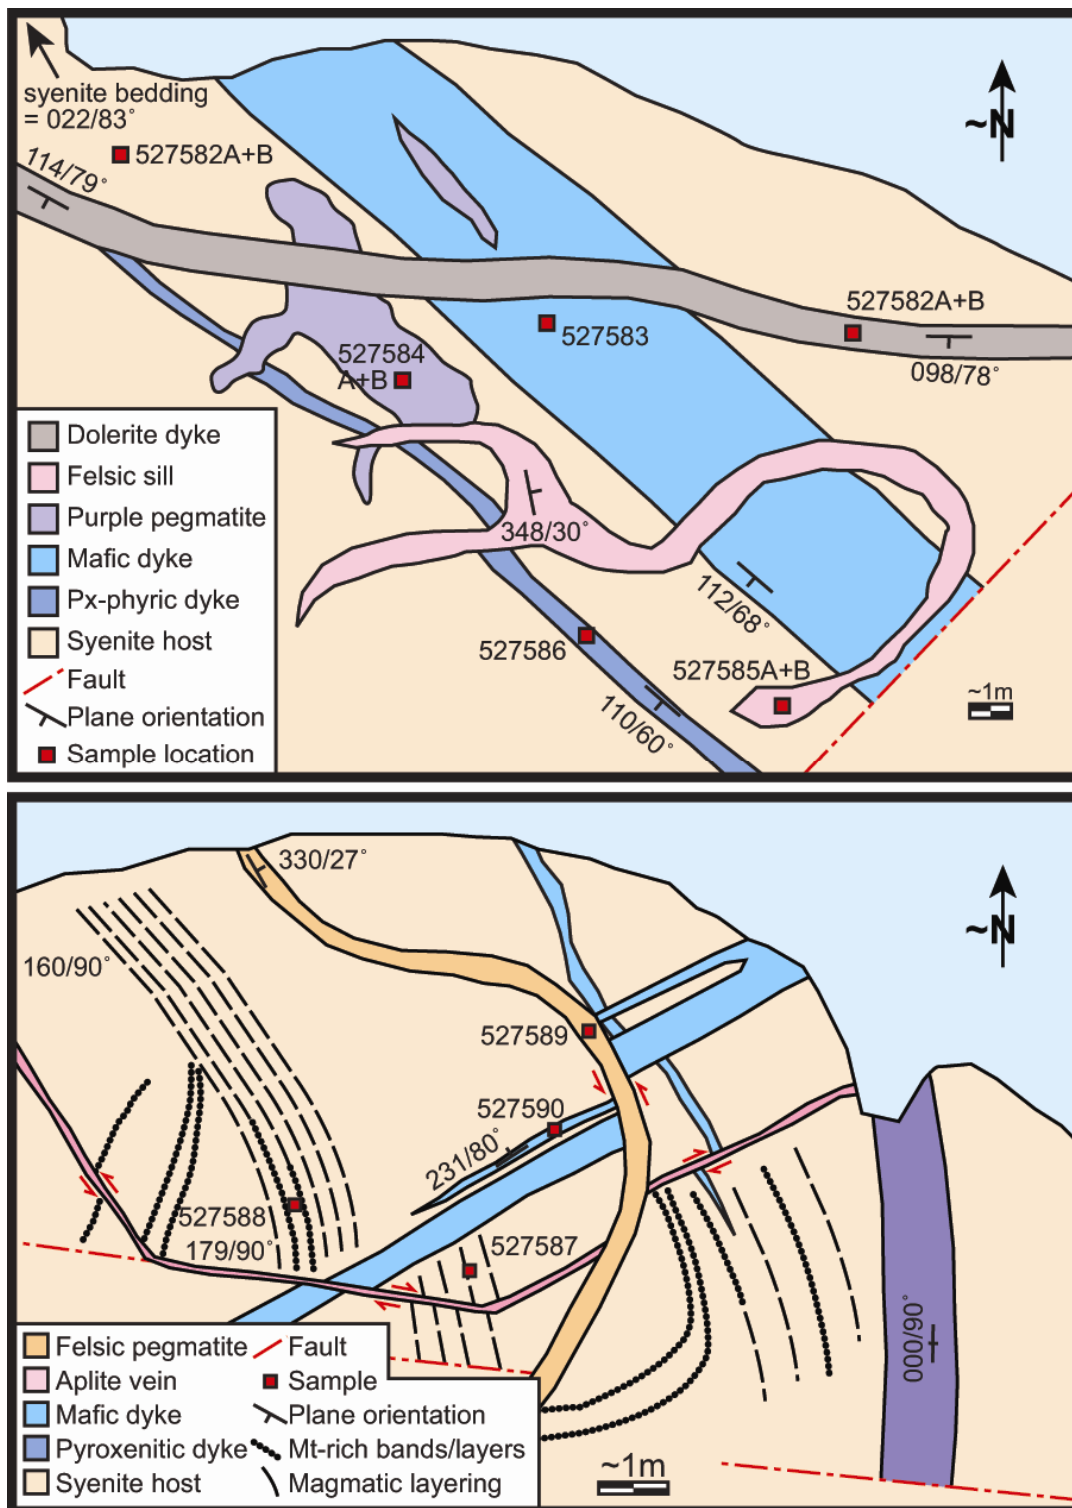 syenite bedding
= 022/83°
~N
527582A+B
114/79°
527582A+B
527583
098/78°
527584
A+B
348/30°
112/68°
527586
527585A+B
110/60°
~1m
Dolerite dyke
Felsic sill
Purple pegmatite
Mafic dyke
Px-phyric dyke
Syenite host
Fault
Plane orientation
Sample location
330/27°
~N
160/90°
527589
527590
231/80°
527588
179/90°
527587
000/90°
Felsic pegmatite
Fault
Aplite vein
Sample
Mafic dyke
Plane orientation
Pyroxenitic dyke
Mt-rich bands/layers
Syenite host
Magmatic layering
~1m